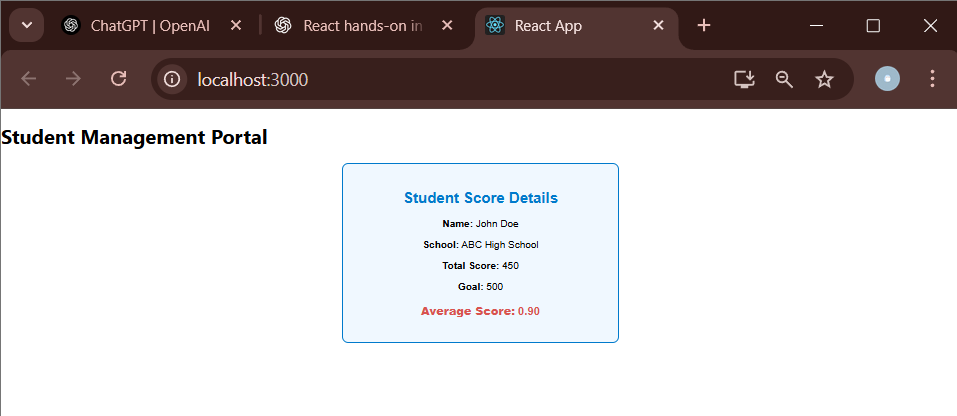 ChatGPT | OpenAI
React hands-on in
React App
localhost:3000
Student Management Portal
Student Score Details
Name: John Doe
School: ABC High School
Total Score: 450
Goal: 500
Average Score: 0.90